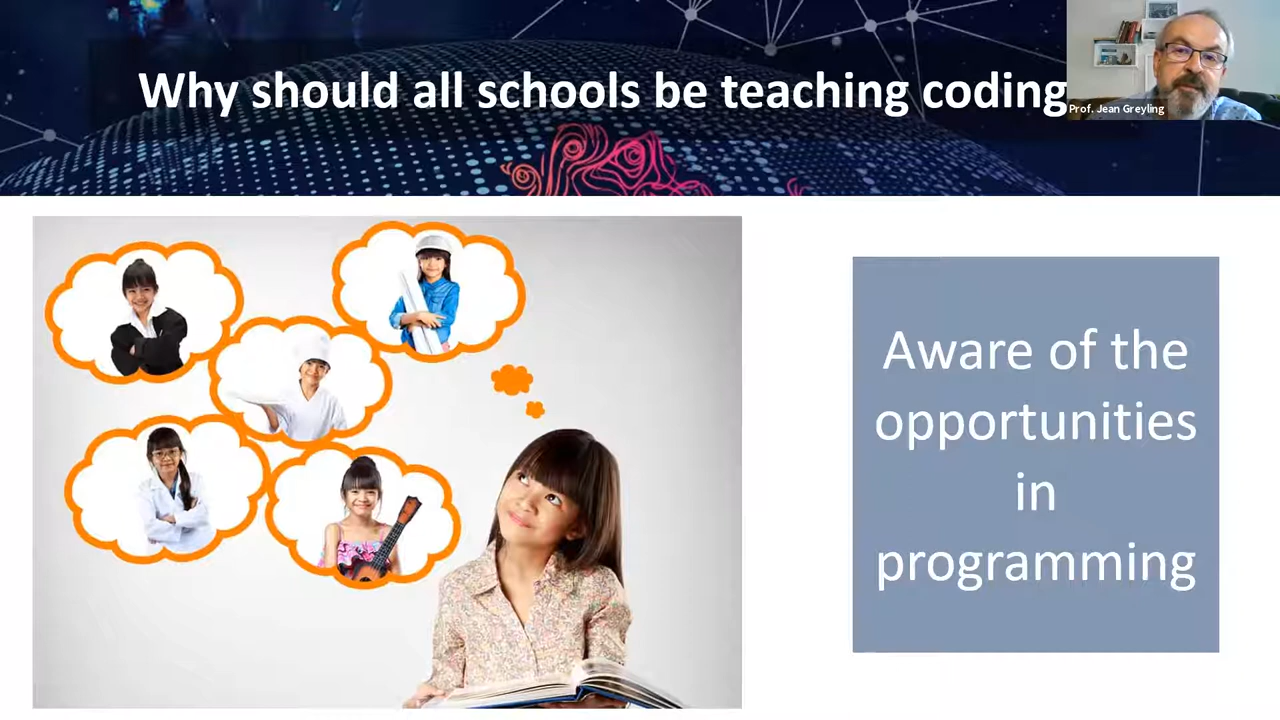 Why should all schools be teaching coding
Prof. Jean Greyling
Aware of the
opportunities
in
programming